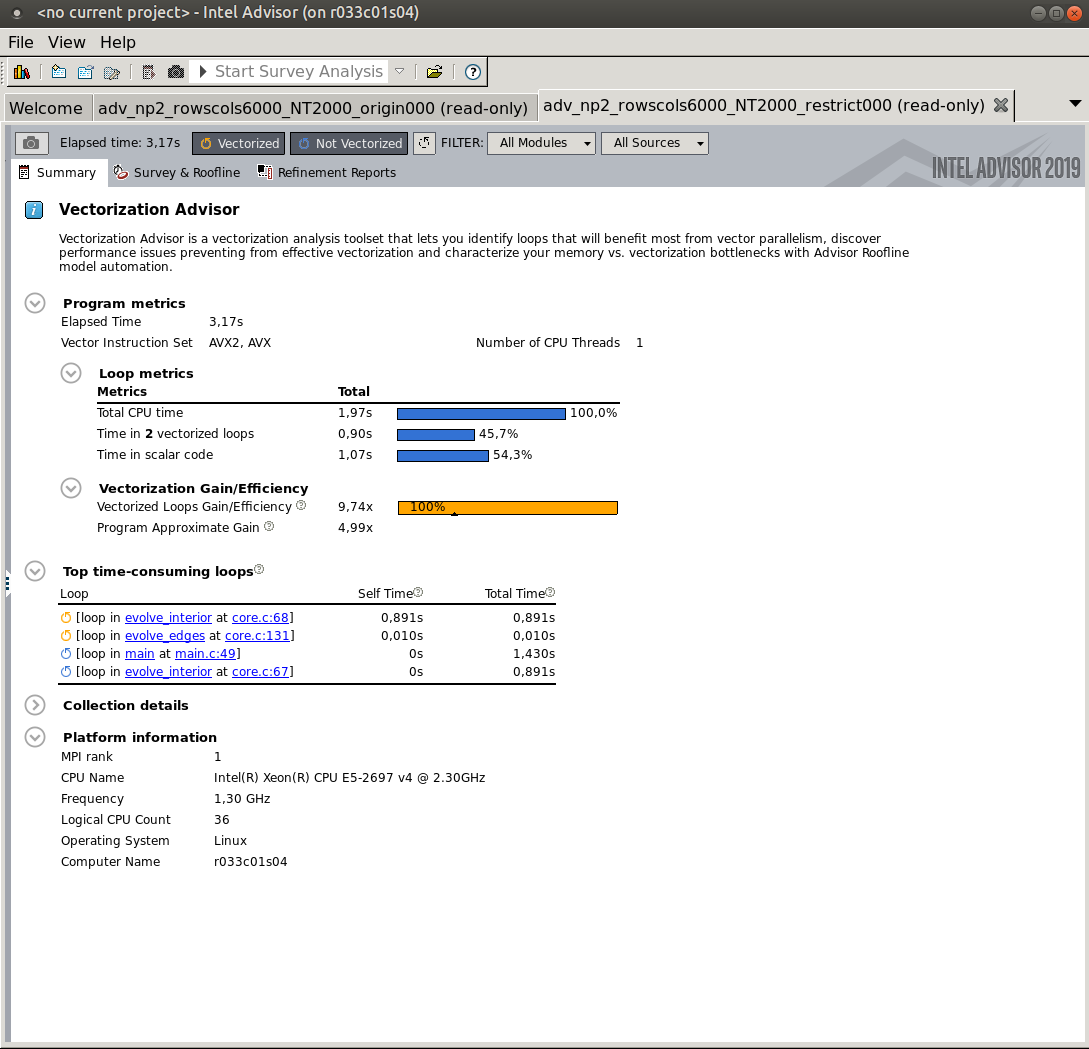 <no current project> - Intel Advisor (on r033c01s04)
File View Help
Start Survey Analysis
Welcome adv_np2_rowscols6000_NT2000_origin000 (read-only) adv_np2_rowscols6000_NT2000_restrict000 (read-only)
Elapsed time: 3,17s Vectorized Not Vectorized FILTER: All Modules All Sources
Summary Survey & Roofline Refinement Reports INTEL ADVISOR 2019
Vectorization Advisor
Vectorization Advisor is a vectorization analysis toolset that lets you identify loops that will benefit most from vector parallelism, discover
performance issues preventing from effective vectorization and characterize your memory vs. vectorization bottlenecks with Advisor Roofline
model automation.
Program metrics
Elapsed Time 3,17s
Vector Instruction Set AVX2, AVX Number of CPU Threads 1
Loop metrics
Metrics Total
Total CPU time 1,97s 100,0%
Time in 2 vectorized loops 0,90s 45,7%
Time in scalar code 1,07s 54,3%
Vectorization Gain/Efficiency
Vectorized Loops Gain/Efficiency 9,74x 100%
Program Approximate Gain 4,99x
Top time-consuming loops
Loop Self Time Total Time
[loop in evolve_interior at core.c:68] 0,891s 0,891s
[loop in evolve_edges at core.c:131] 0,010s 0,010s
[loop in main at main.c:49] 0s 1,430s
[loop in evolve_interior at core.c:67] 0s 0,891s
Collection details
Platform information
MPI rank 1
CPU Name Intel(R) Xeon(R) CPU E5-2697 v4 @ 2.30GHz
Frequency 1,30 GHz
Logical CPU Count 36
Operating System Linux
Computer Name r033c01s04